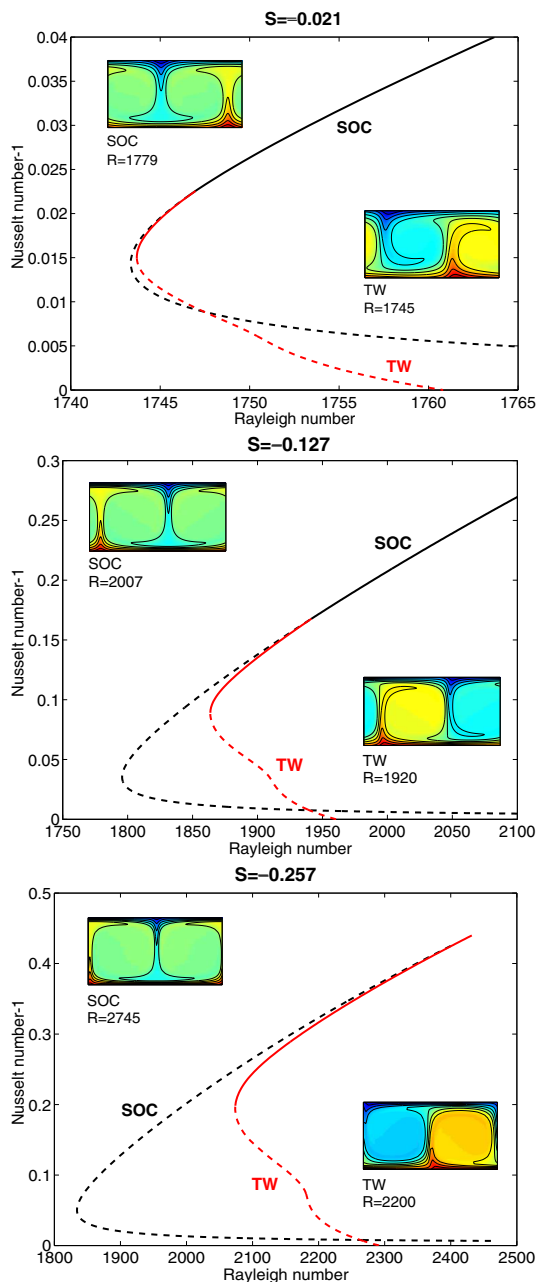 S=−0.021
0.04
0.035
0.03
0.025
0.02
0.015
0.01
0.005
0
Nusselt number-1
SOC
R=1779
SOC
TW
R=1745
TW
1740 1745 1750 1755 1760 1765
Rayleigh number
S=−0.127
0.3
0.25
0.2
0.15
0.1
0.05
0
Nusselt number-1
SOC
R=2007
SOC
TW
R=1920
TW
1750 1800 1850 1900 1950 2000 2050 2100
Rayleigh number
S=−0.257
0.5
0.4
0.3
0.2
0.1
0
Nusselt number-1
SOC
R=2745
SOC
TW
R=2200
TW
1800 1900 2000 2100 2200 2300 2400 2500
Rayleigh number